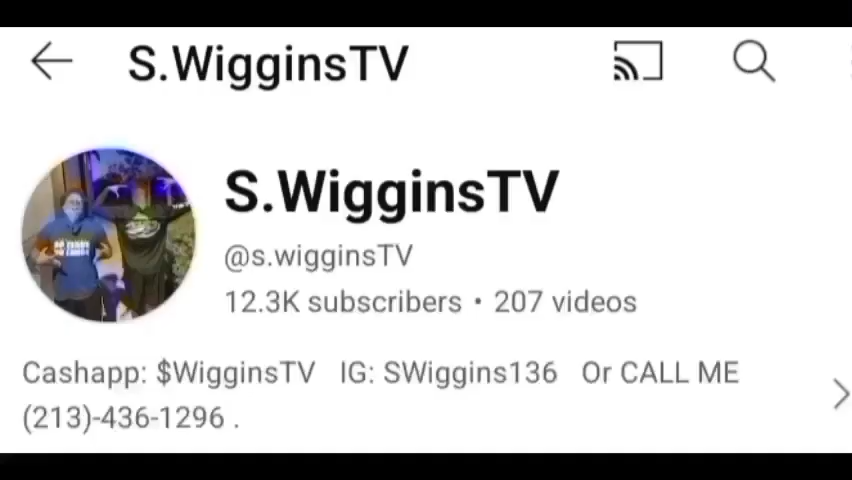 S.WigginsTV
S.WigginsTV
@s.wigginsTV
12.3K subscribers • 207 videos
Cashapp: $WigginsTV IG: SWiggins136 Or CALL ME
(213)-436-1296 .